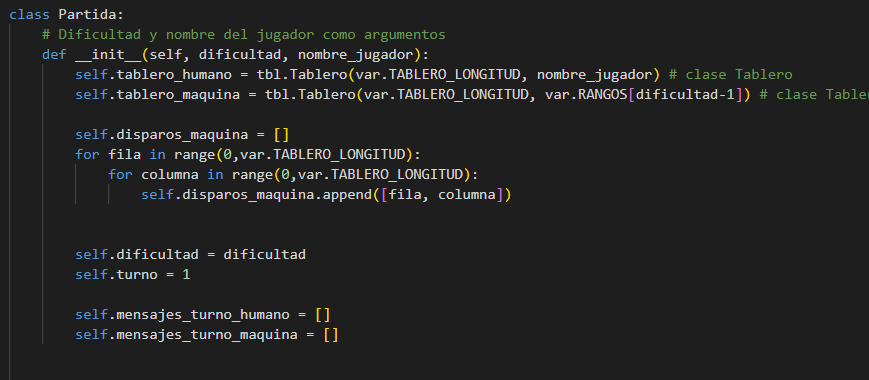 class Partida:
# Dificultad y nombre del jugador como argumentos
def __init__(self, dificultad, nombre_jugador):
self.tablero_humano = tbl.Tablero(var.TABLERO_LONGITUD, nombre_jugador) # clase Tablero
self.tablero_maquina = tbl.Tablero(var.TABLERO_LONGITUD, var.RANGOS[dificultad-1]) # clase Tabler
self.disparos_maquina = []
for fila in range(0,var.TABLERO_LONGITUD):
for columna in range(0,var.TABLERO_LONGITUD):
self.disparos_maquina.append([fila, columna])
self.dificultad = dificultad
self.turno = 1
self.mensajes_turno_humano = []
self.mensajes_turno_maquina = []